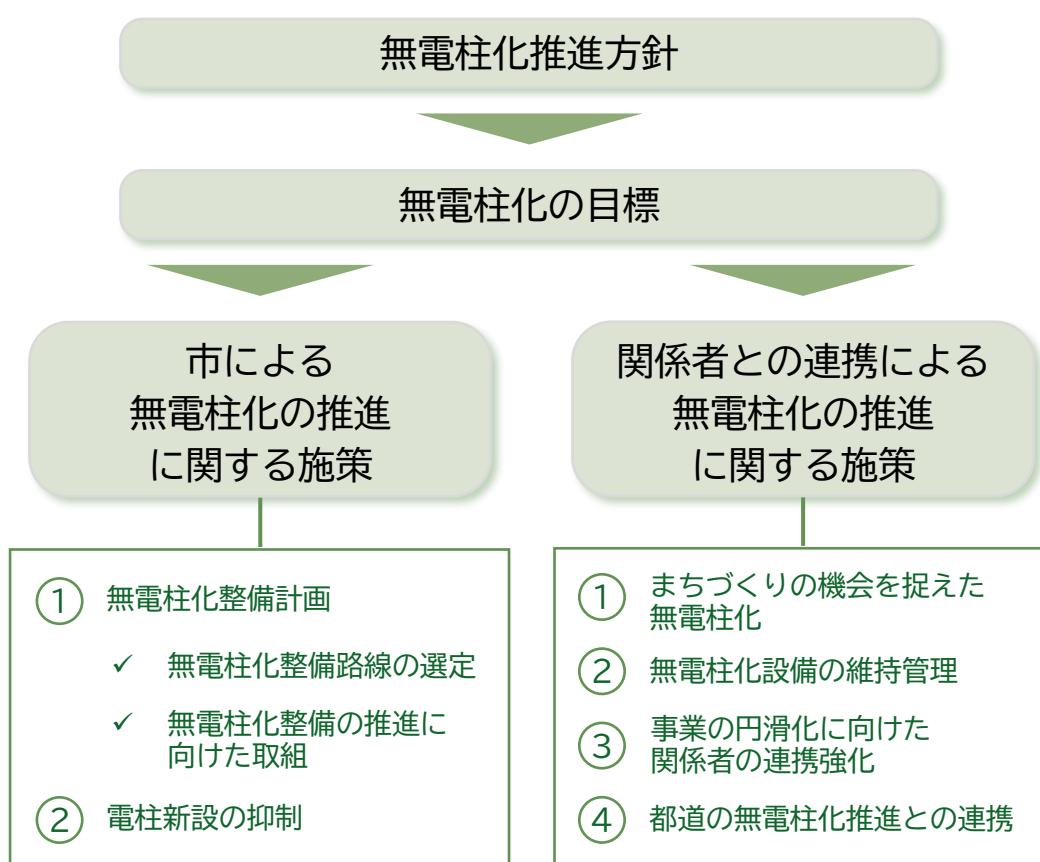 無電柱化推進方針
無電柱化の目標
市による
無電柱化の推進
に関する施策
関係者との連携による
無電柱化の推進
に関する施策
① 無電柱化整備計画
✓ 無電柱化整備路線の選定
✓ 無電柱化整備の推進に
向けた取組
② 電柱新設の抑制
① まちづくりの機会を捉えた
無電柱化
② 無電柱化設備の維持管理
③ 事業の円滑化に向けた
関係者の連携強化
④ 都道の無電柱化推進との連携